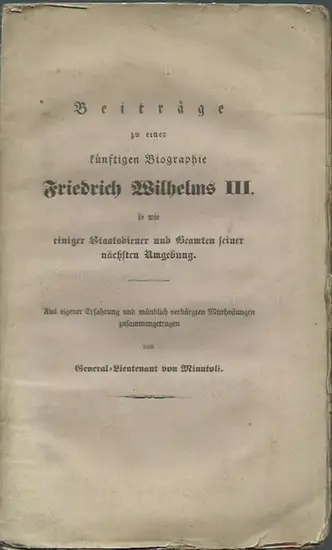 Beiträge
zu einer
künftigen Biographie
Friedrich Wilhelms III.
so wie
einiger Staatsdiener und Beamten seiner
nächsten Umgebung.
Aus eigener Erfahrung und mündlich verbürgten Mittheilungen
zusammengetragen
von
General-Lieutenant von Minutoli.